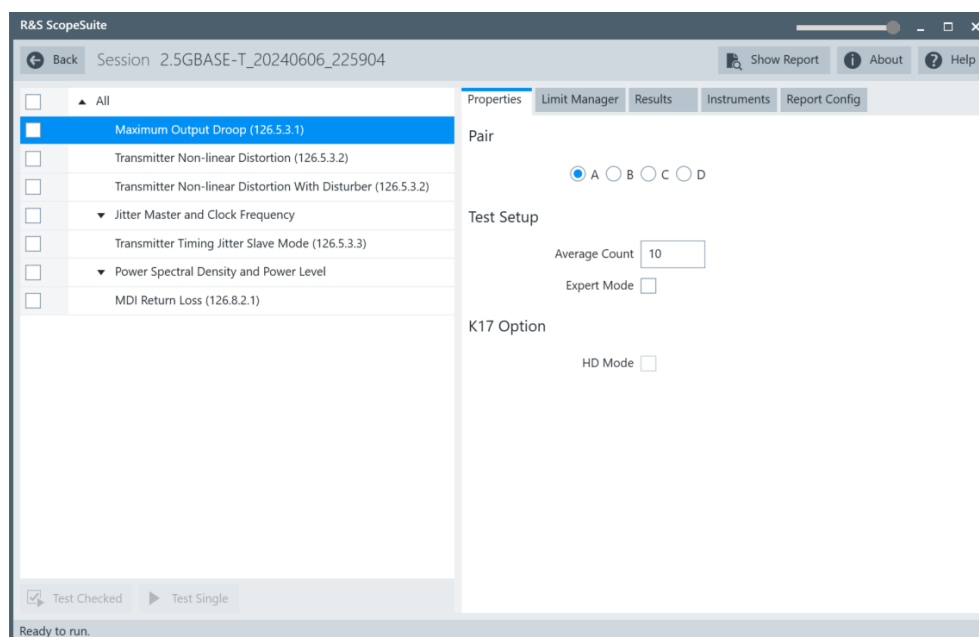 R&S ScopeSuite
Back Session 2.5GBASE-T_20240606_225904 Show Report About Help
All
Maximum Output Droop (126.5.3.1)
Transmitter Non-linear Distortion (126.5.3.2)
Transmitter Non-linear Distortion With Disturber (126.5.3.2)
Jitter Master and Clock Frequency
Transmitter Timing Jitter Slave Mode (126.5.3.3)
Power Spectral Density and Power Level
MDI Return Loss (126.8.2.1)
Properties Limit Manager Results Instruments Report Config
Pair
A B C D
Test Setup
Average Count 10
Expert Mode
K17 Option
HD Mode
Test Checked Test Single
Ready to run.